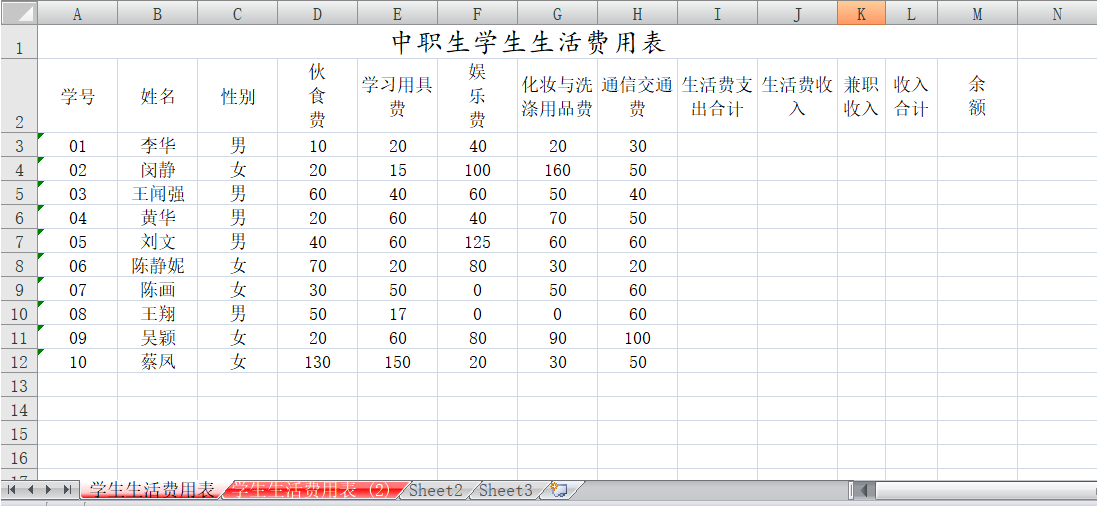 A B C D E F G H I J K L M N
1 中职生学生生活费用表
2 学号 姓名 性别 伙食费 学习用具费 娱乐费 化妆与洗涤用品费 通信交通费 生活费支出合计 生活费收入 兼职收入 收入合计 余额
3 01 李华 男 10 20 40 20 30
4 02 闵静 女 20 15 100 160 50
5 03 王闻强 男 60 40 60 50 40
6 04 黄华 男 20 60 40 70 50
7 05 刘文 男 40 60 125 60 60
8 06 陈静妮 女 70 20 80 30 20
9 07 陈画 女 30 50 0 50 60
10 08 王翔 男 50 17 0 0 60
11 09 吴颖 女 20 60 80 90 100
12 10 蔡凤 女 130 150 20 30 50
13
14
15
16
17
学生生活费用表 学生生活费用表 (2) Sheet2 Sheet3